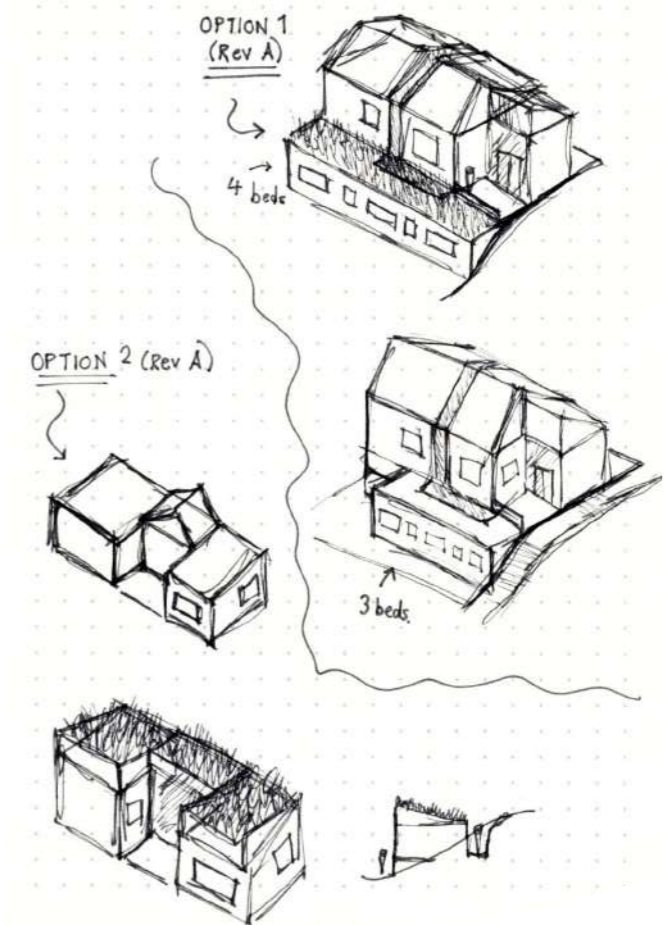 OPTION 1
(Rev A)
4 beds
OPTION 2 (Rev A)
3 beds.